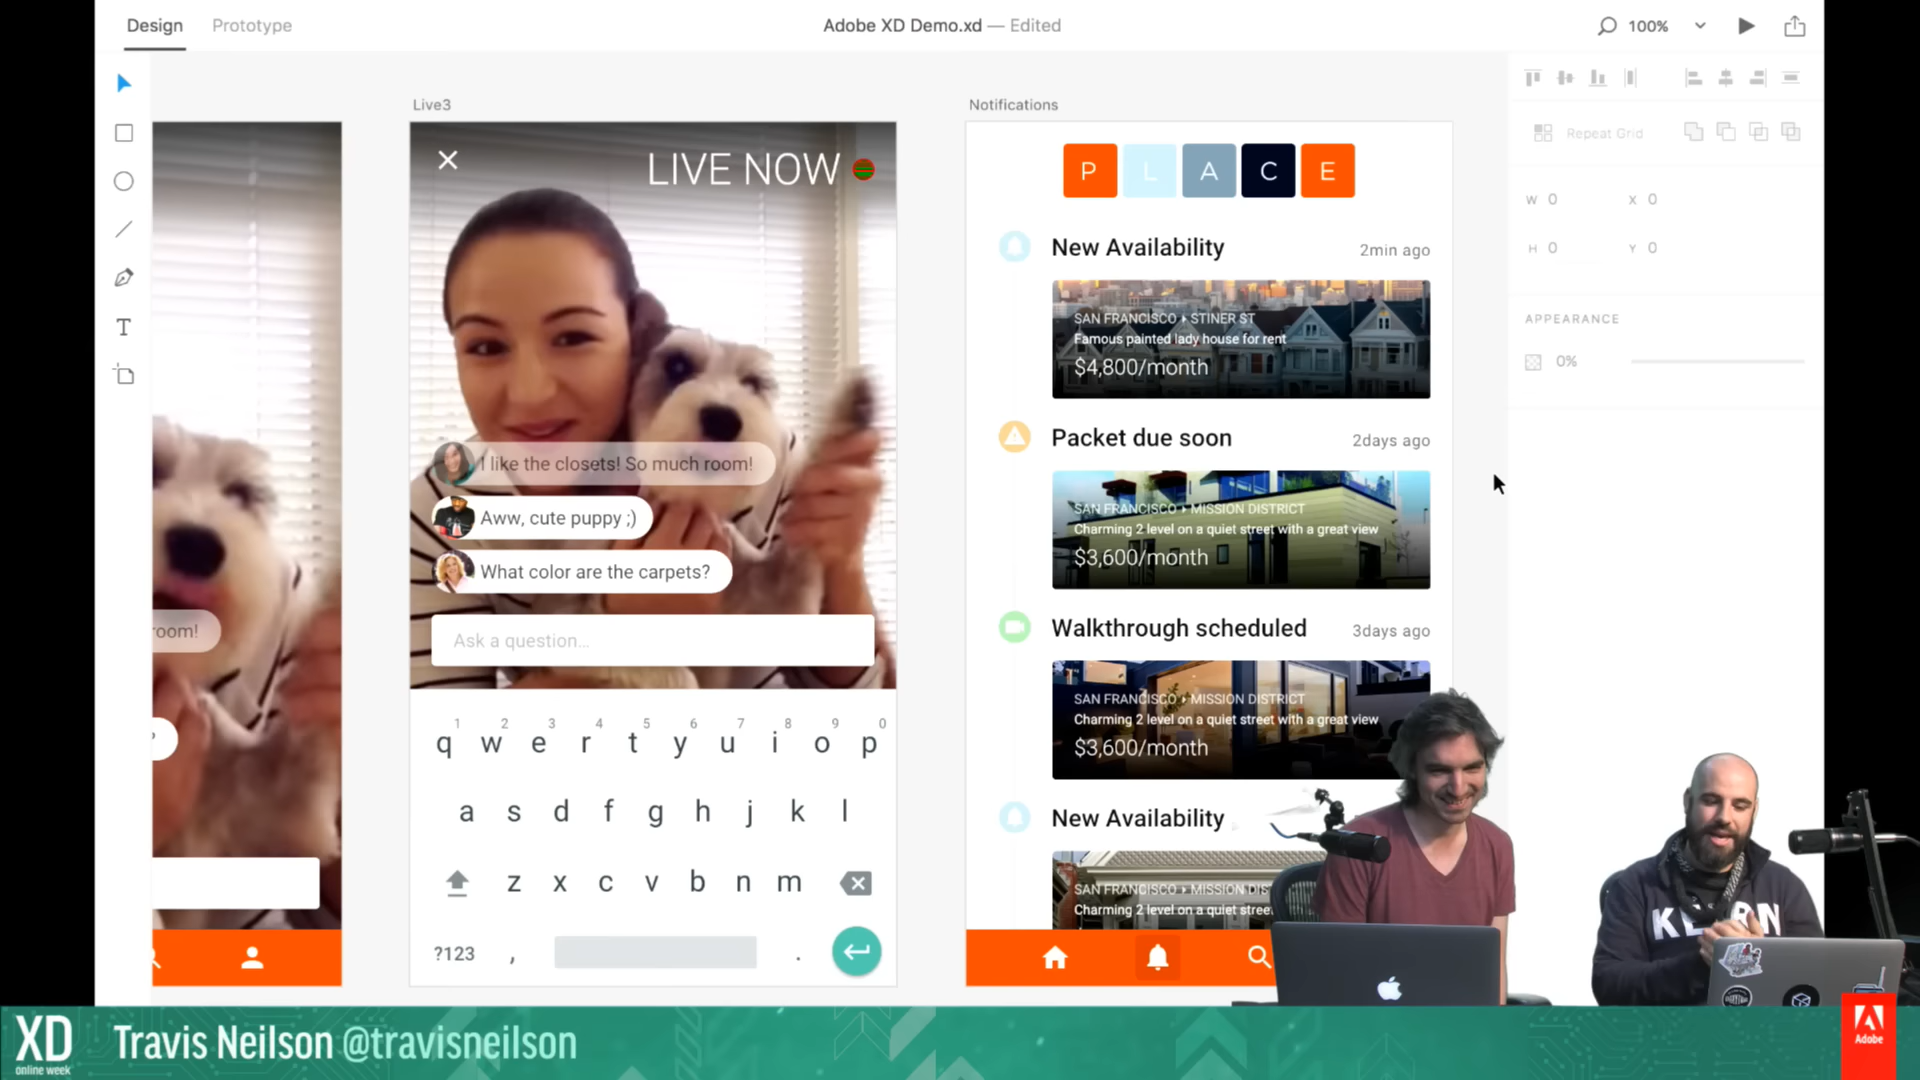 Design
Prototype
Adobe XD Demo.xd — Edited
100%
Live3
Notifications
LIVE NOW
I like the closets! So much room!
Aww, cute puppy ;)
What color are the carpets?
Ask a question...
1 2 3 4 5 6 7 8 9 0
q w e r t y u i o p
a s d f g h j k l
z x c v b n m
?123 , .
room!
?
P L A C E
New Availability
2min ago
SAN FRANCISCO STINER ST
Famous painted lady house for rent
$4,800/month
Packet due soon
2days ago
SAN FRANCISCO MISSION DISTRICT
Charming 2 level on a quiet street with a great view
$3,600/month
Walkthrough scheduled
3days ago
SAN FRANCISCO MISSION DISTRICT
Charming 2 level on a quiet street with a great view
$3,600/month
New Availability
SAN FRANCISCO MISSION DIS
Charming 2 level on a quiet stree
Repeat Grid
W 0
X 0
H 0
Y 0
APPEARANCE
0%
XD
online week
Travis Neilson @travisneilson
Adobe